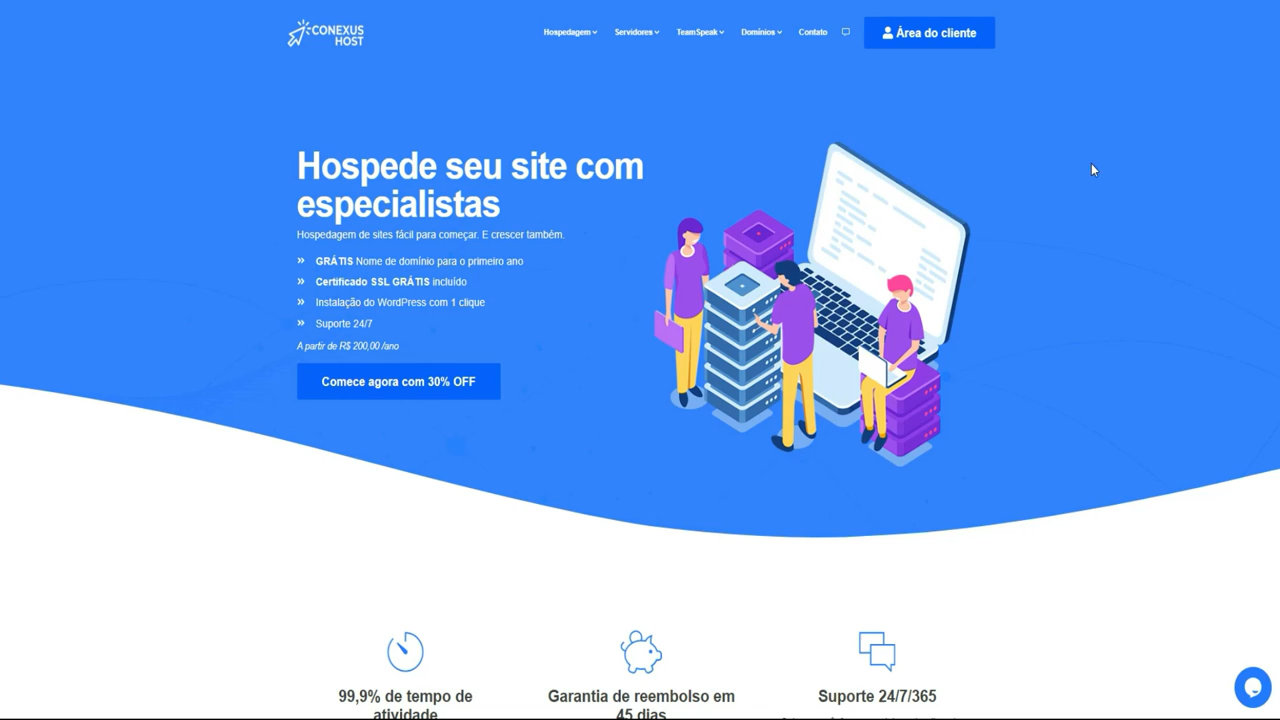 CONEXUS
HOST
Hospedagem
Servidores
TeamSpeak
Domínios
Contato
Área do cliente
Hospede seu site com
especialistas
Hospedagem de sites fácil para começar. E crescer também.
GRÁTIS Nome de domínio para o primeiro ano
Certificado SSL GRÁTIS incluído
Instalação do WordPress com 1 clique
Suporte 24/7
A partir de R$ 200,00 /ano
Comece agora com 30% OFF
99,9% de tempo de
atividade
Garantia de reembolso em
45 dias
Suporte 24/7/365